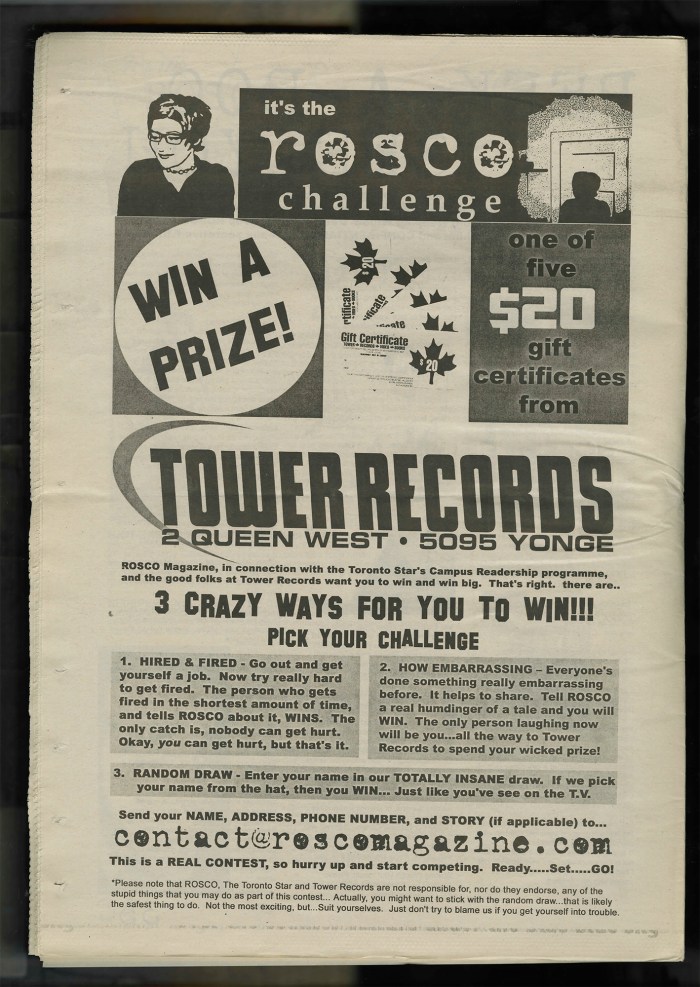 it's the
rosco
challenge
WIN A
PRIZE!
$20
Gift Certificate
$20
one of
five
$20
gift
certificates
from
TOWER RECORDS
2 QUEEN WEST • 5095 YONGE
ROSCO Magazine, in connection with the Toronto Star's Campus Readership programme,
and the good folks at Tower Records want you to win and win big. That's right. there are..
3 CRAZY WAYS FOR YOU TO WIN!!!
PICK YOUR CHALLENGE
1. HIRED & FIRED - Go out and get
yourself a job. Now try really hard
to get fired. The person who gets
fired in the shortest amount of time,
and tells ROSCO about it, WINS. The
only catch is, nobody can get hurt.
Okay, you can get hurt, but that's it.
2. HOW EMBARRASSING – Everyone's
done something really embarrassing
before. It helps to share. Tell ROSCO
a real humdinger of a tale and you will
WIN. The only person laughing now
will be you...all the way to Tower
Records to spend your wicked prize!
3. RANDOM DRAW - Enter your name in our TOTALLY INSANE draw. If we pick
your name from the hat, then you WIN... Just like you've see on the T.V.
Send your NAME, ADDRESS, PHONE NUMBER, and STORY (if applicable) to...
contact@roscomagazine.com
This is a REAL CONTEST, so hurry up and start competing. Ready.....Set.....GO!
*Please note that ROSCO, The Toronto Star and Tower Records are not responsible for, nor do they endorse, any of the
stupid things that you may do as part of this contest... Actually, you might want to stick with the random draw...that is likely
the safest thing to do. Not the most exciting, but...Suit yourselves. Just don't try to blame us if you get yourself into trouble.